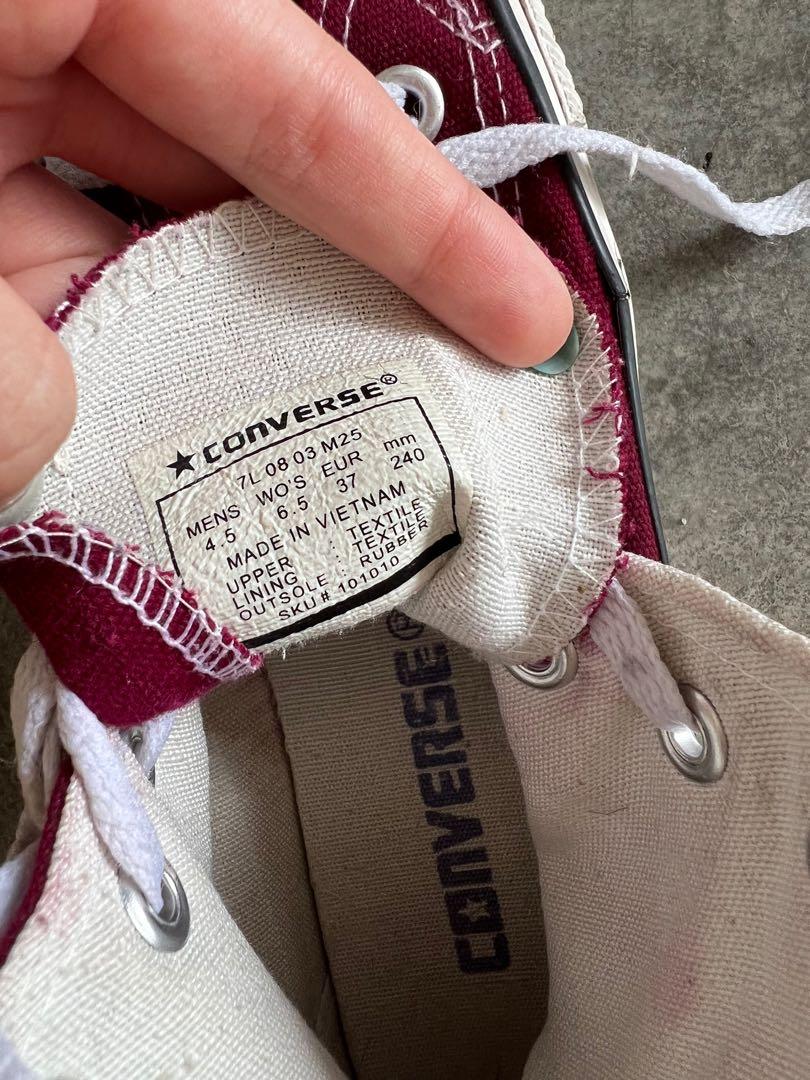 ★CONVERSE®
7L 08 03 M25
MENS WO'S EUR mm
4.5 6.5 37 240
MADE IN VIETNAM
UPPER : TEXTILE
LINING : TEXTILE
OUTSOLE : RUBBER
SKU # 101010
CONVERSE®